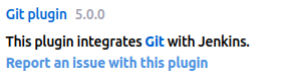 Git plugin 5.0.0
This plugin integrates Git with Jenkins.
Report an issue with this plugin